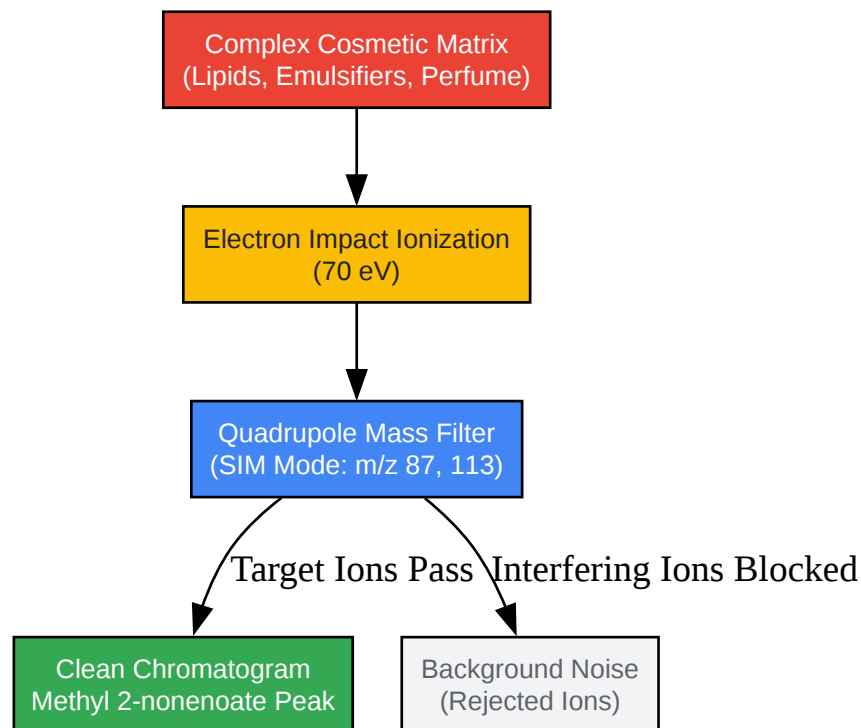 Complex Cosmetic Matrix
(Lipids, Emulsifiers, Perfume)
Electron Impact Ionization
(70 eV)
Quadrupole Mass Filter
(SIM Mode: m/z 87, 113)
Target Ions Pass
Interfering Ions Blocked
Clean Chromatogram
Methyl 2-nonenoate Peak
Background Noise
(Rejected Ions)